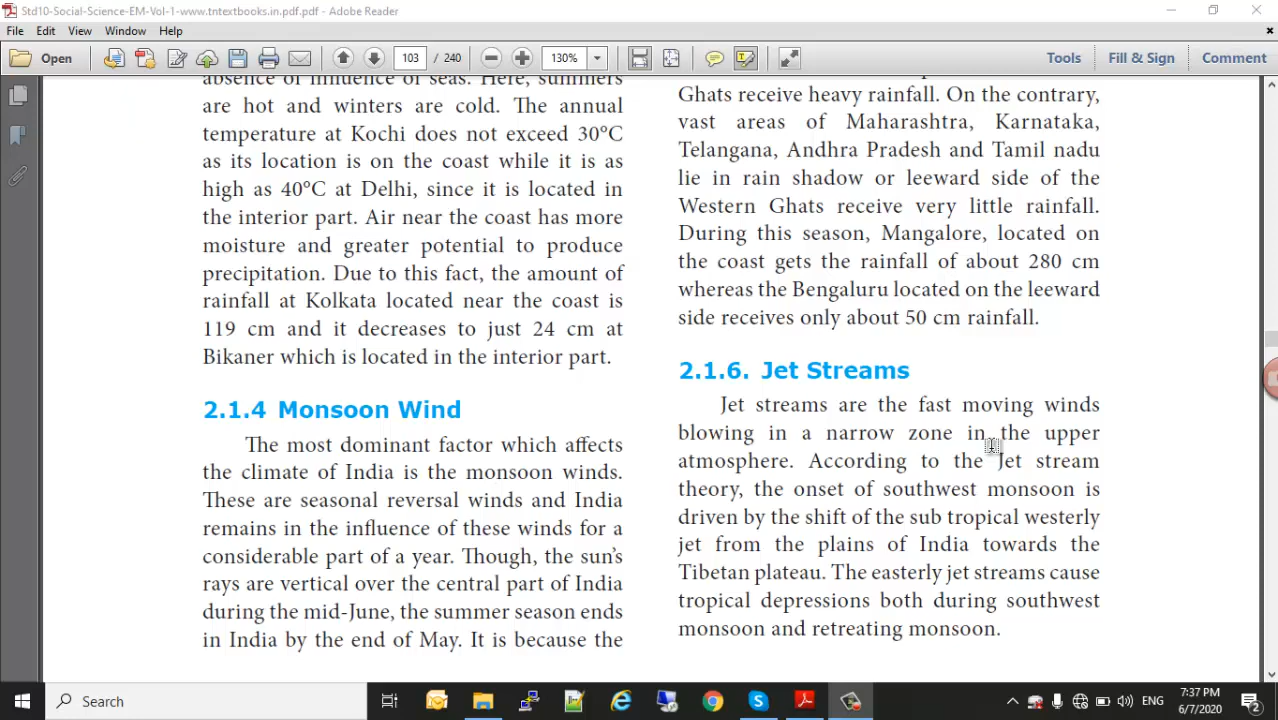 Std10-Social-Science-EM-Vol-1-www.tntextbooks.in.pdf.pdf - Adobe Reader
File Edit View Window Help
Open 103 / 240 130% Tools Fill & Sign Comment
absence of influence of seas. Here, summers
are hot and winters are cold. The annual
temperature at Kochi does not exceed 30°C
as its location is on the coast while it is as
high as 40°C at Delhi, since it is located in
the interior part. Air near the coast has more
moisture and greater potential to produce
precipitation. Due to this fact, the amount of
rainfall at Kolkata located near the coast is
119 cm and it decreases to just 24 cm at
Bikaner which is located in the interior part.
2.1.4 Monsoon Wind
The most dominant factor which affects
the climate of India is the monsoon winds.
These are seasonal reversal winds and India
remains in the influence of these winds for a
considerable part of a year. Though, the sun's
rays are vertical over the central part of India
during the mid-June, the summer season ends
in India by the end of May. It is because the
Ghats receive heavy rainfall. On the contrary,
vast areas of Maharashtra, Karnataka,
Telangana, Andhra Pradesh and Tamil nadu
lie in rain shadow or leeward side of the
Western Ghats receive very little rainfall.
During this season, Mangalore, located on
the coast gets the rainfall of about 280 cm
whereas the Bengaluru located on the leeward
side receives only about 50 cm rainfall.
2.1.6. Jet Streams
Jet streams are the fast moving winds
blowing in a narrow zone in the upper
atmosphere. According to the Jet stream
theory, the onset of southwest monsoon is
driven by the shift of the sub tropical westerly
jet from the plains of India towards the
Tibetan plateau. The easterly jet streams cause
tropical depressions both during southwest
monsoon and retreating monsoon.
Search
ENG
7:37 PM
6/7/2020
2